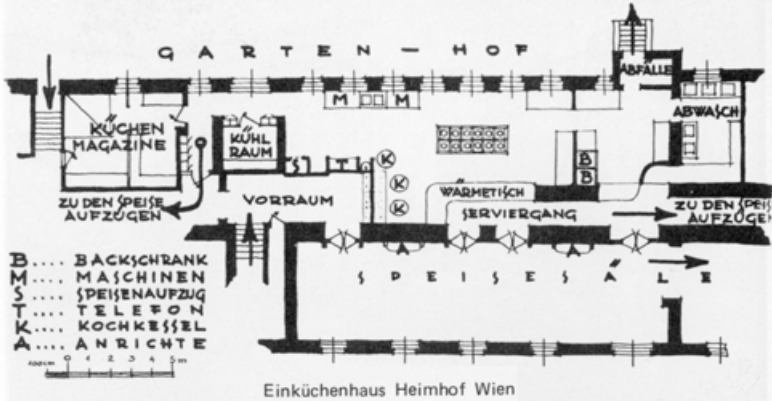 GARTEN – HOF
ABFÄLLE
M M
ABWASCH
KÜCHEN
MAGAZINE
KÜHL
RAUM
S T K
K
K
B
B
ZU DEN SPEISE
AUFZÜGEN
VORRAUM
WÄRMETISCH
SERVIERGANG
ZU DEN SPEISE
AUFZÜGEN
A A
SPEISESÄLE
B.... BACKSCHRANK
M.... MASCHINEN
S.... SPEISENAUFZUG
T.... TELEFON
K.... KOCHKESSEL
A.... ANRICHTE
100cm 0 1 2 3 4 5m
Einküchenhaus Heimhof Wien